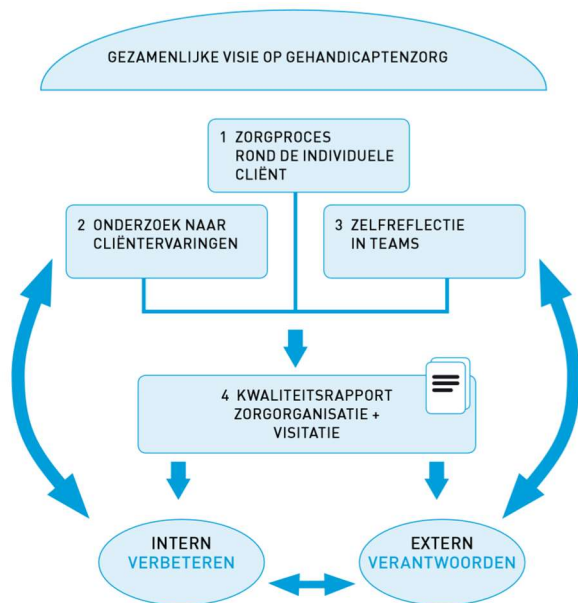 GEZAMENLIJKE VISIE OP GEHANDICAPTENZORG
1 ZORGPROCES
ROND DE INDIVIDUELE
CLIËNT
2 ONDERZOEK NAAR
CLIËNTERVARINGEN
3 ZELFREFLECTIE
IN TEAMS
4 KWALITEITSRAPPORT
ZORGORGANISATIE +
VISITATIE
INTERN
VERBETEREN
EXTERN
VERANTWOORDEN